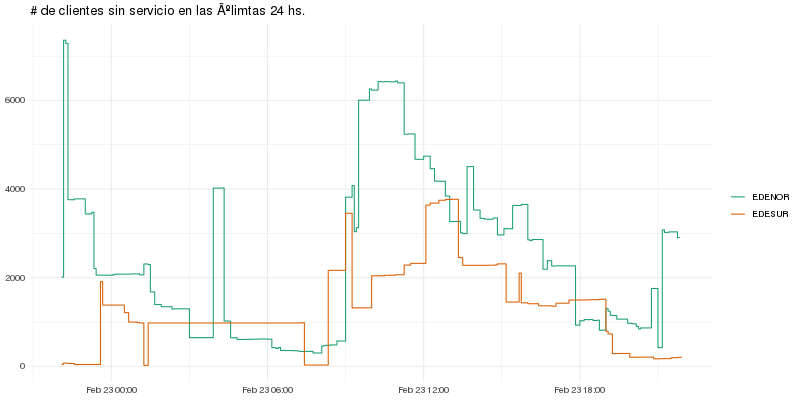 # de clientes sin servicio en las Ãºlimtas 24 hs.
6000
4000
2000
0
Feb 23 00:00
Feb 23 06:00
Feb 23 12:00
Feb 23 18:00
EDENOR
EDESUR